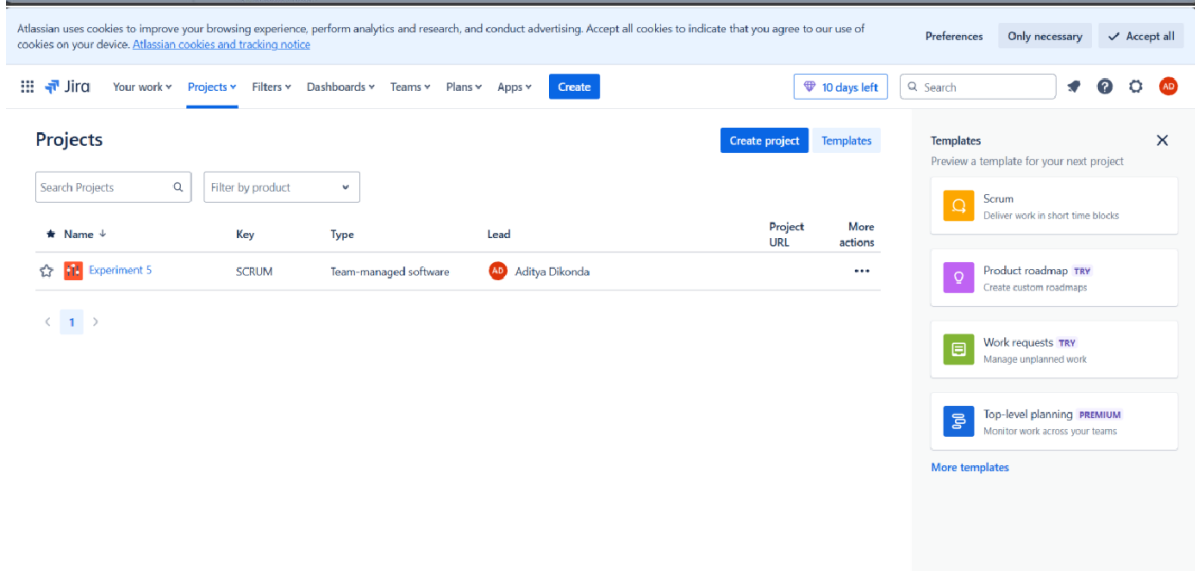 Atlassian uses cookies to improve your browsing experience, perform analytics and research, and conduct advertising. Accept all cookies to indicate that you agree to our use of
cookies on your device. Atlassian cookies and tracking notice
Preferences
Only necessary
Accept all
Jira
Your work
Projects
Filters
Dashboards
Teams
Plans
Apps
Create
10 days left
Search
AD
Projects
Create project
Templates
Search Projects
Filter by product
Name
Key
Type
Lead
Project
URL
More
actions
Experiment 5
SCRUM
Team-managed software
AD
Aditya Dikonda
1
Templates
Preview a template for your next project
Scrum
Deliver work in short time blocks
Product roadmap TRY
Create custom roadmaps
Work requests TRY
Manage unplanned work
Top-level planning PREMIUM
Monitor work across your teams
More templates